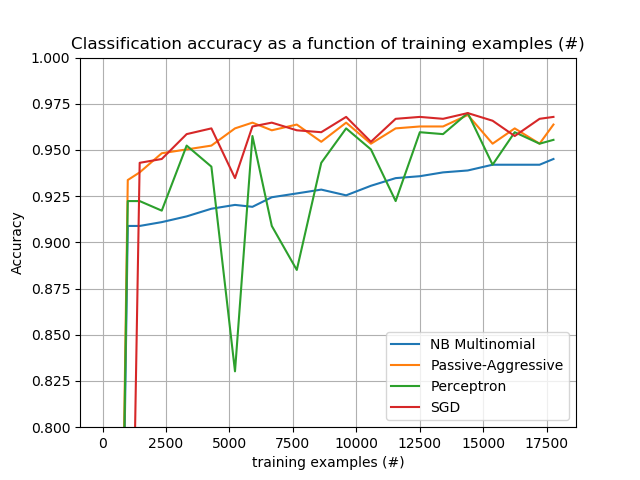 Classification accuracy as a function of training examples (#)
1.000
0.975
0.950
0.925
0.900
0.875
0.850
0.825
0.800
Accuracy
0
2500
5000
7500
10000
12500
15000
17500
training examples (#)
NB Multinomial
Passive-Aggressive
Perceptron
SGD